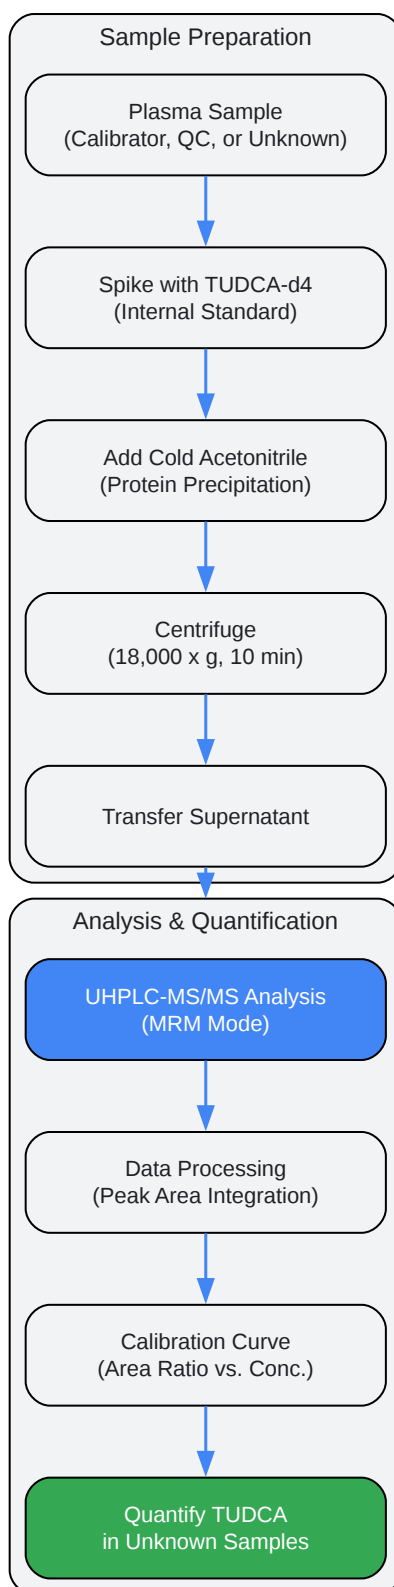 Sample Preparation
Plasma Sample
(Calibrator, QC, or Unknown)
Spike with TUDCA-d4
(Internal Standard)
Add Cold Acetonitrile
(Protein Precipitation)
Centrifuge
(18,000 x g, 10 min)
Transfer Supernatant
Analysis & Quantification
UHPLC-MS/MS Analysis
(MRM Mode)
Data Processing
(Peak Area Integration)
Calibration Curve
(Area Ratio vs. Conc.)
Quantify TUDCA
in Unknown Samples